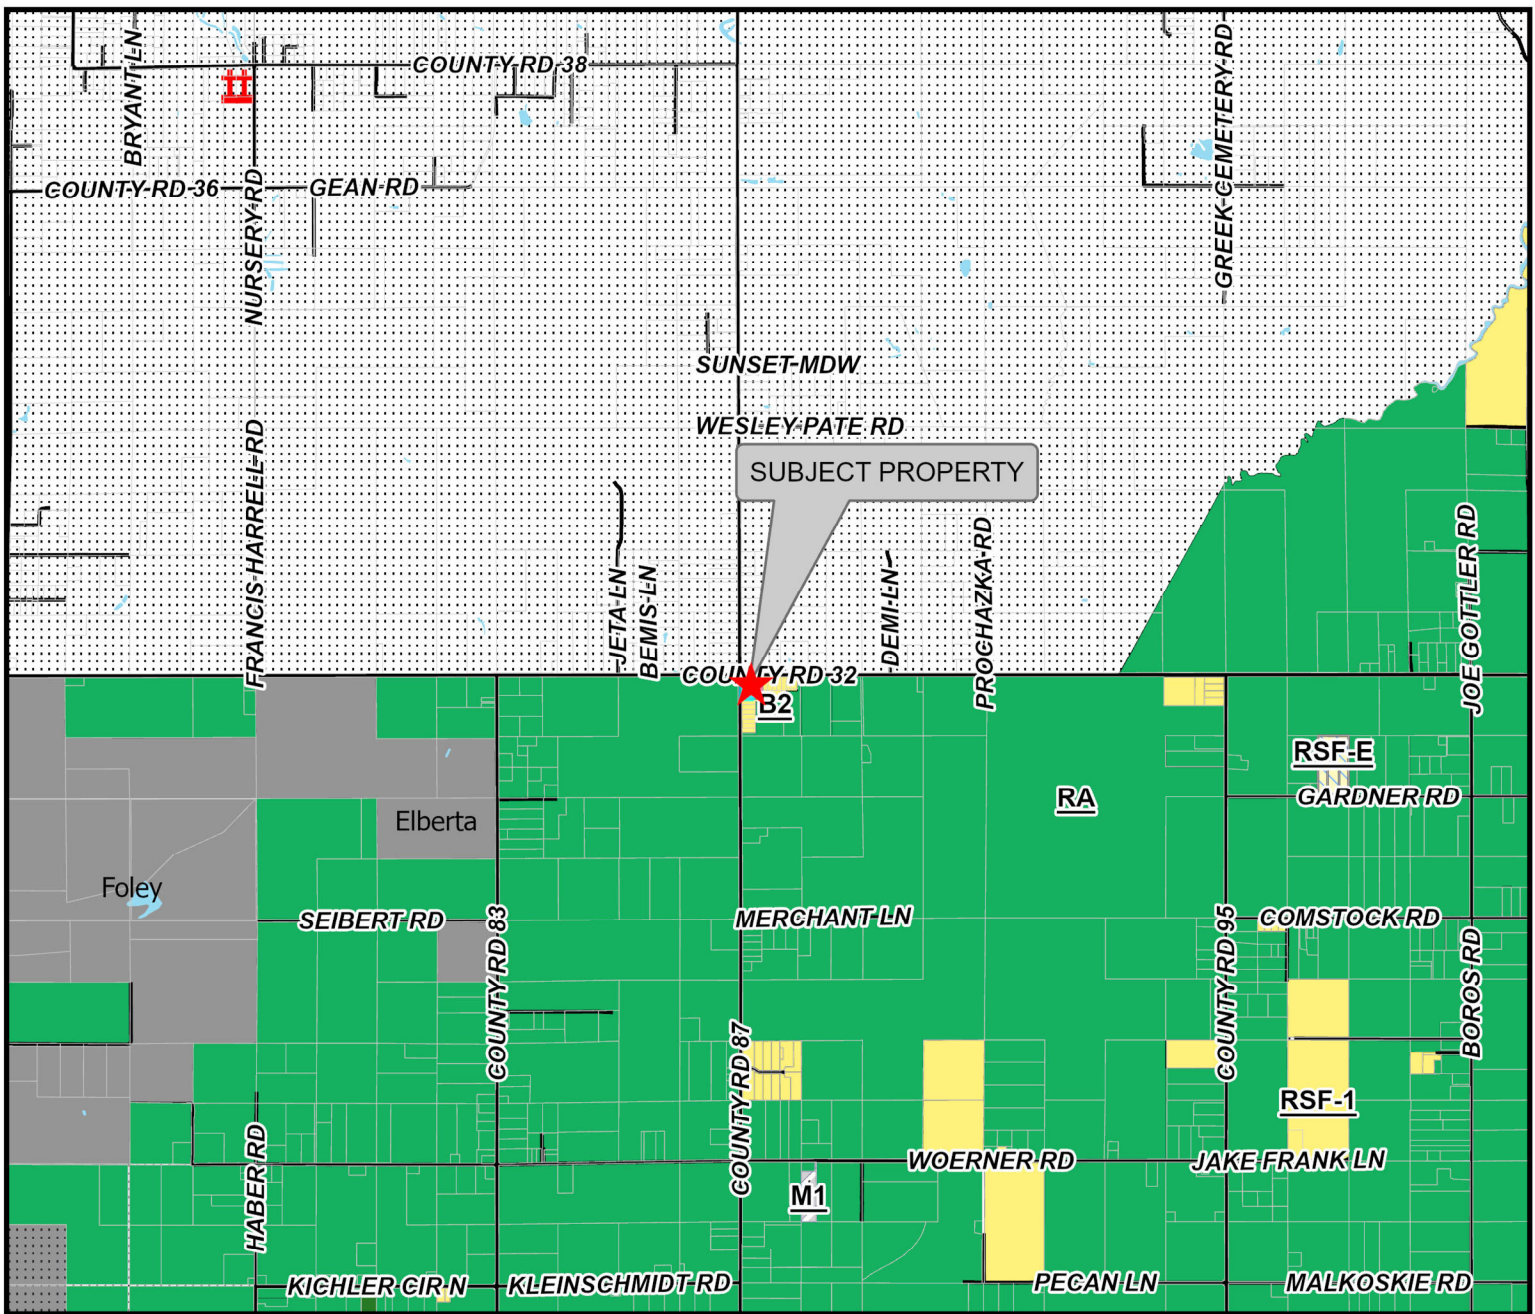 COUNTY RD 38
BRYANT LN
GREEK CEMETERY RD
COUNTY RD 36
GEAN RD
NURSERY RD
SUNSET MDW
WESLEY PATE RD
SUBJECT PROPERTY
FRANCIS HARRELL RD
JETA LN
BEMIS LN
DEMI LN
PROCHAZKA RD
JOE GOTTLER RD
COUNTY RD 32
B2
RSF-E
RA
GARDNER RD
Elberta
Foley
SEIBERT RD
COUNTY RD 83
MERCHANT LN
COUNTY RD 95
COMSTOCK RD
BOROS RD
COUNTY RD 87
RSF-1
HABER RD
WOERNER RD
JAKE FRANK LN
M1
KICHLER CIR N
KLEINSCHMIDT RD
PECAN LN
MALKOSKIE RD